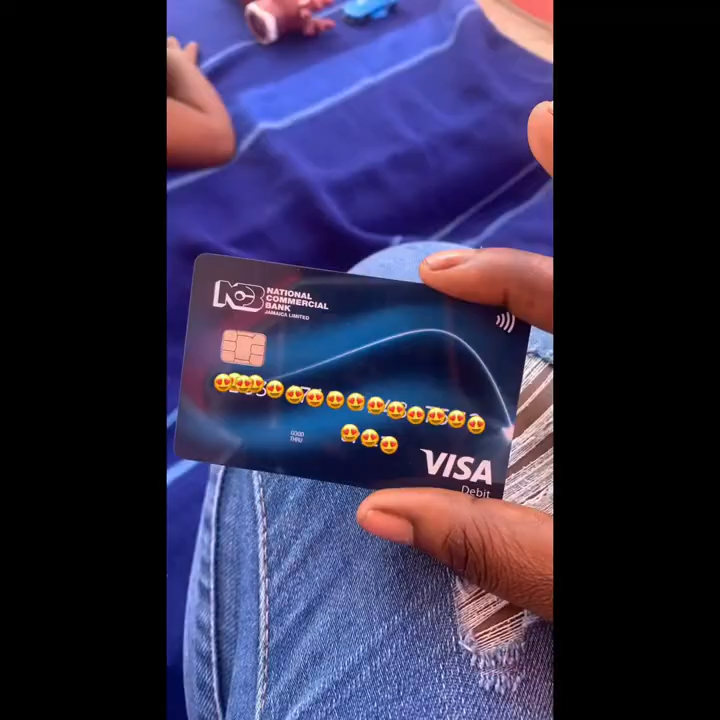 NCB
NATIONAL
COMMERCIAL
BANK
JAMAICA LIMITED
GOOD
THRU
VISA
Debit